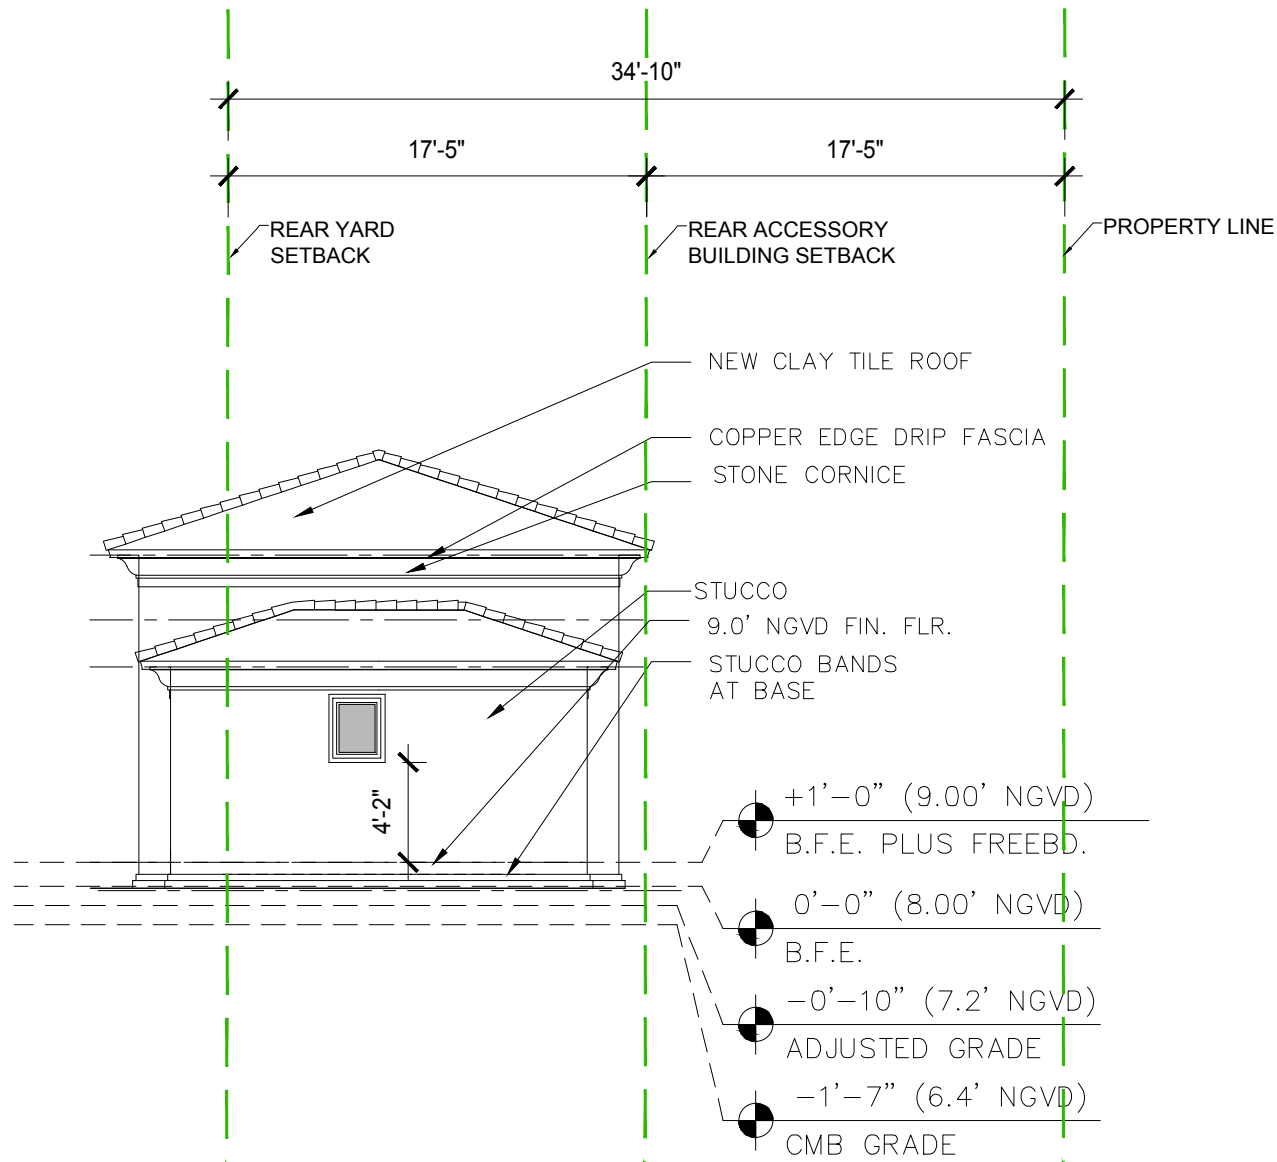 34'-10"
17'-5"
17'-5"
REAR YARD
SETBACK
REAR ACCESSORY
BUILDING SETBACK
PROPERTY LINE
NEW CLAY TILE ROOF
COPPER EDGE DRIP FASCIA
STONE CORNICE
STUCCO
9.0' NGVD FIN. FLR.
STUCCO BANDS
AT BASE
4'-2"
+1'-0" (9.00' NGVD)
B.F.E. PLUS FREEBD.
0'-0" (8.00' NGVD)
B.F.E.
-0'-10" (7.2' NGVD)
ADJUSTED GRADE
-1'-7" (6.4' NGVD)
CMB GRADE